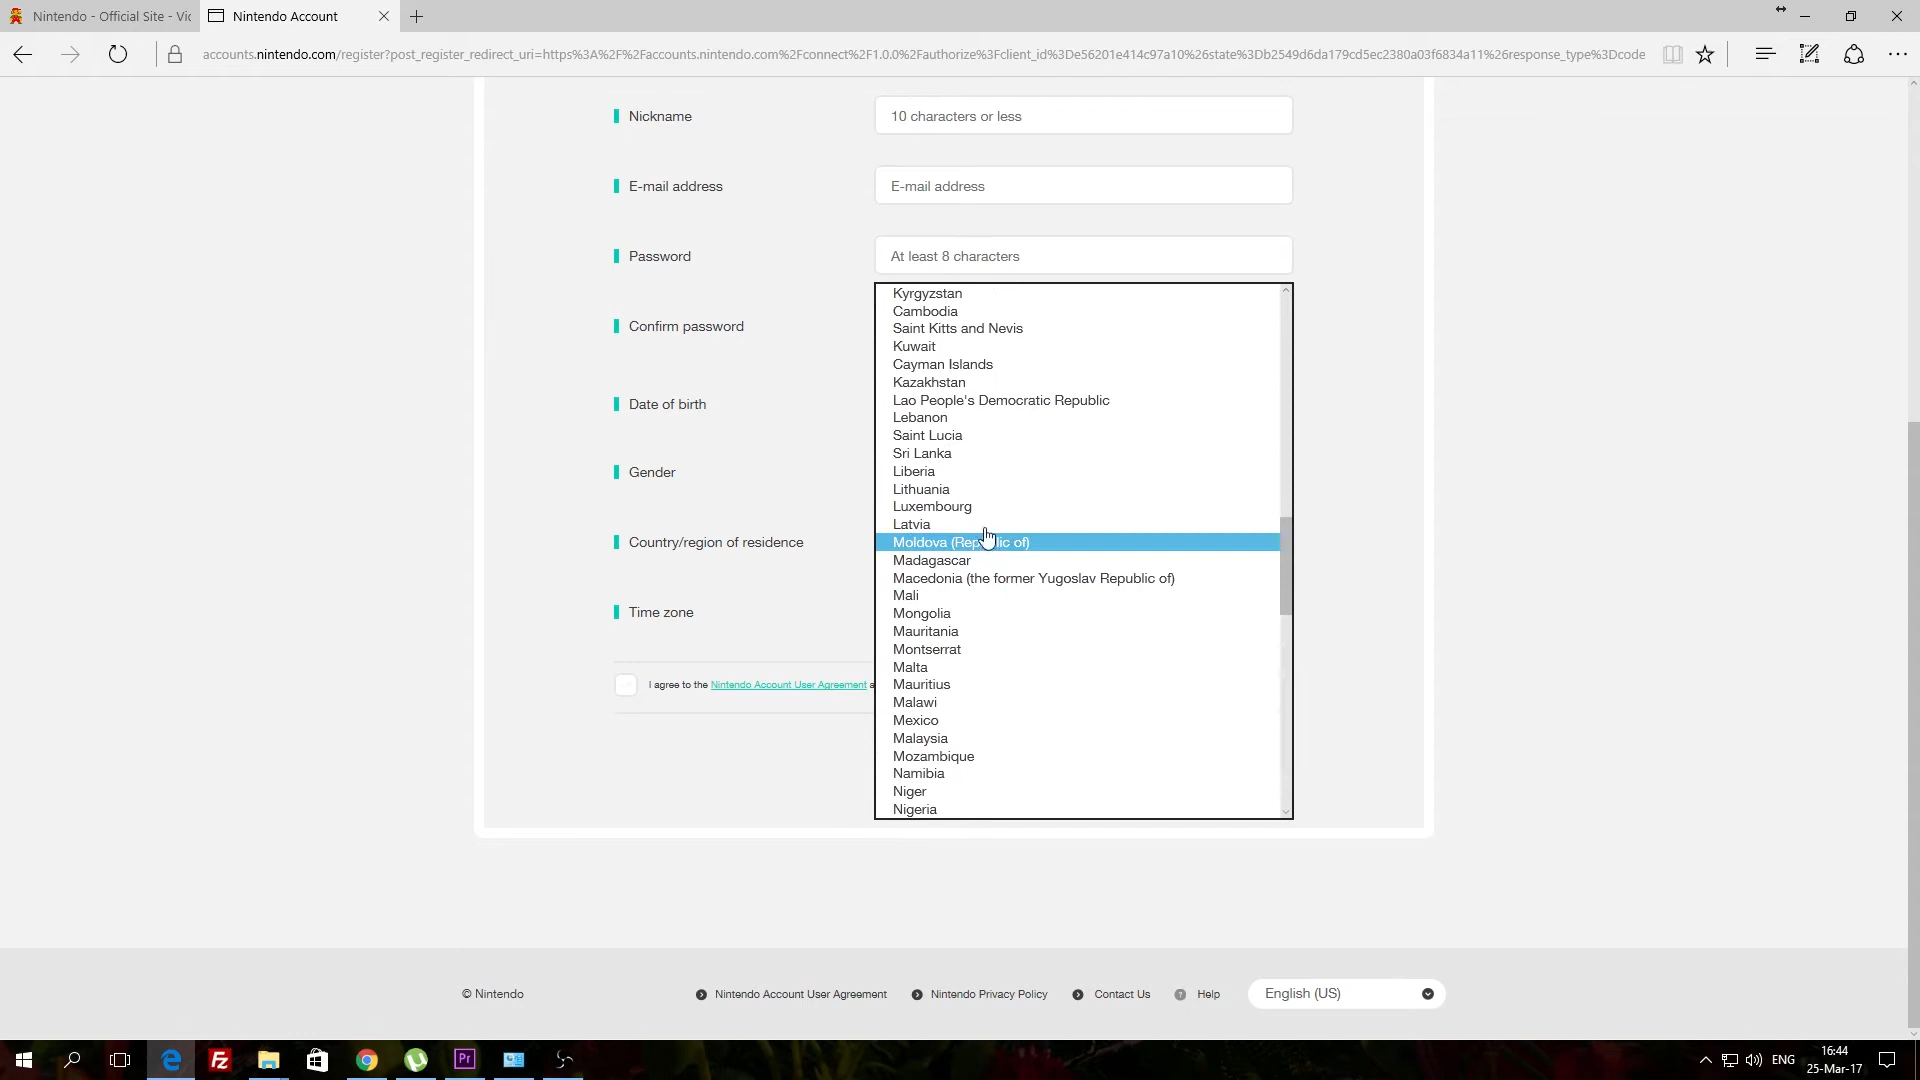 Nintendo - Official Site - Vic
Nintendo Account
accounts.nintendo.com/register?post_register_redirect_uri=https%3A%2F%2Faccounts.nintendo.com%2Fconnect%2F1.0.0%2Fauthorize%3Fclient_id%3De56201e414c97a10%26state%3Db2549d6da179cd5ec2380a03f6834a11%26response_type%3Dcode
Nickname
10 characters or less
E-mail address
E-mail address
Password
At least 8 characters
Confirm password
Date of birth
Gender
Country/region of residence
Time zone
Kyrgyzstan
Cambodia
Saint Kitts and Nevis
Kuwait
Cayman Islands
Kazakhstan
Lao People's Democratic Republic
Lebanon
Saint Lucia
Sri Lanka
Liberia
Lithuania
Luxembourg
Latvia
Moldova (Republic of)
Madagascar
Macedonia (the former Yugoslav Republic of)
Mali
Mongolia
Mauritania
Montserrat
Malta
Mauritius
Malawi
Mexico
Malaysia
Mozambique
Namibia
Niger
Nigeria
I agree to the Nintendo Account User Agreement a
© Nintendo
Nintendo Account User Agreement
Nintendo Privacy Policy
Contact Us
? Help
English (US)
Fz
Pr
ENG
16:44
25-Mar-17